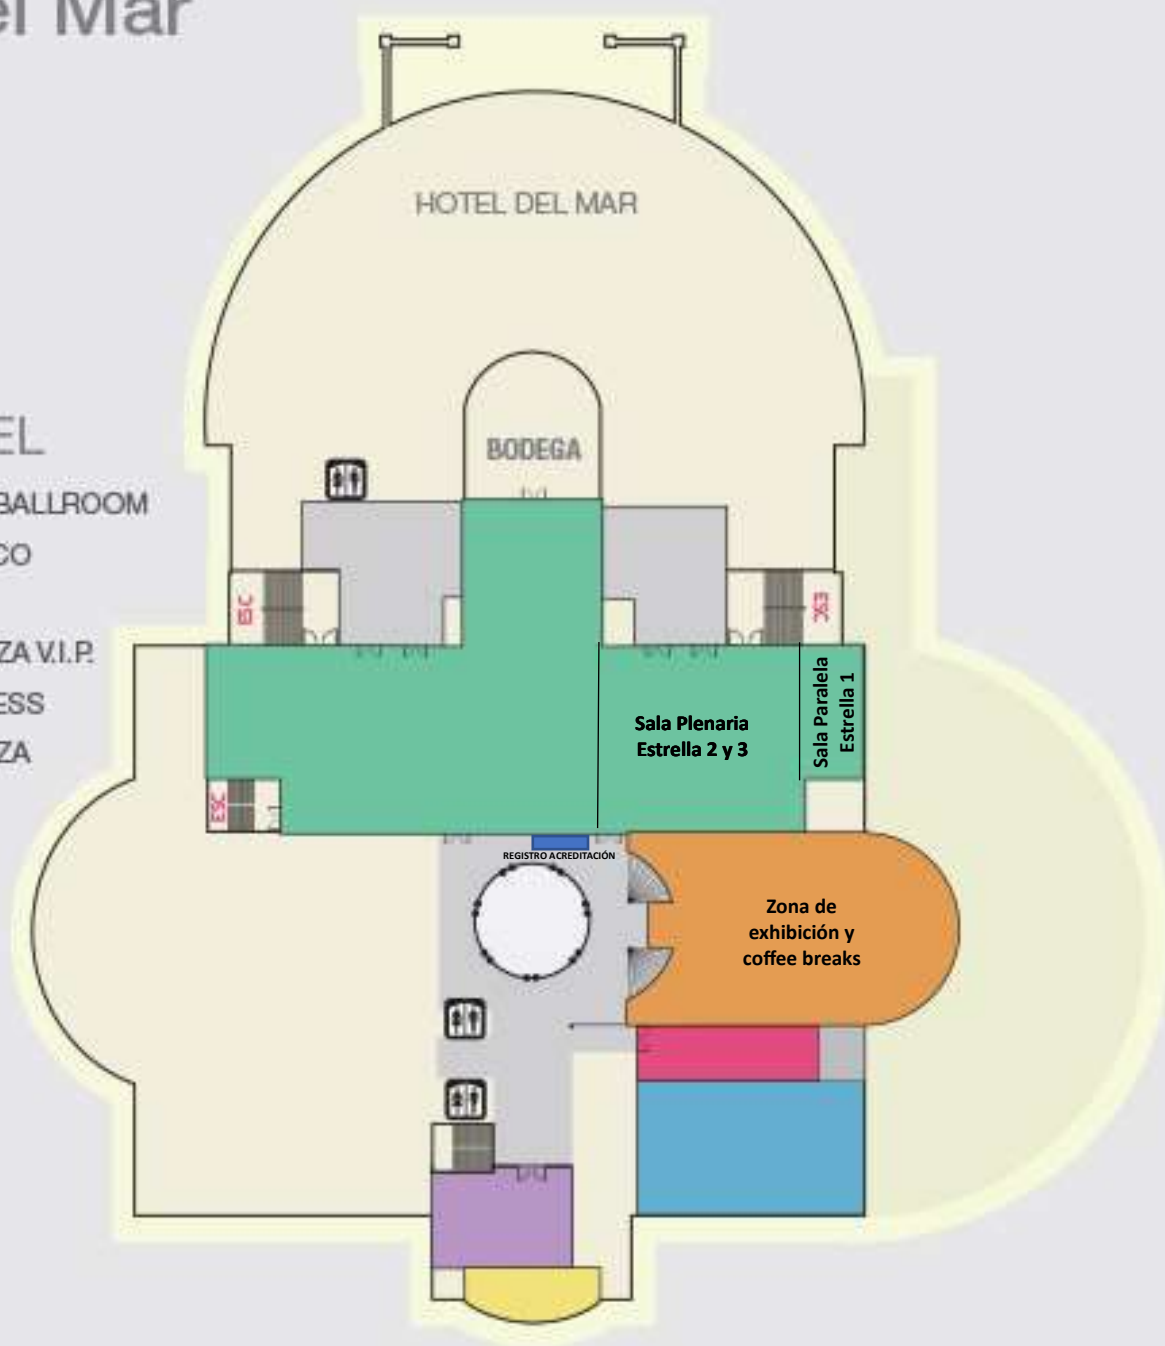 el Mar
HOTEL DEL MAR
EL
BODEGA
BALLROOM
CO
ESC
ESC
ZA V.I.P.
ESS
ZA
Sala Plenaria
Estrella 2 y 3
Sala Paralela
Estrella 1
ESC
REGISTRO ACREDITACIÓN
Zona de
exhibición y
coffee breaks